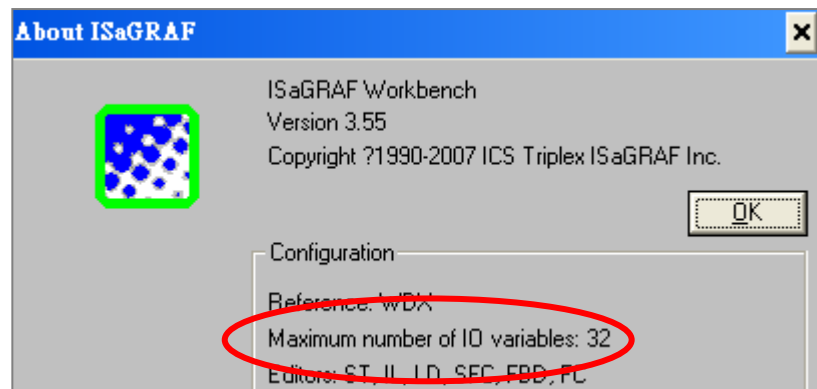 About ISaGRAF
ISaGRAF Workbench
Version 3.55
Copyright ?1990-2007 ICS Triplex ISaGRAF Inc.
OK
Configuration
Reference: WDX
Maximum number of IO variables: 32
Editors: ST, IL, LD, SFC, FBD, FC